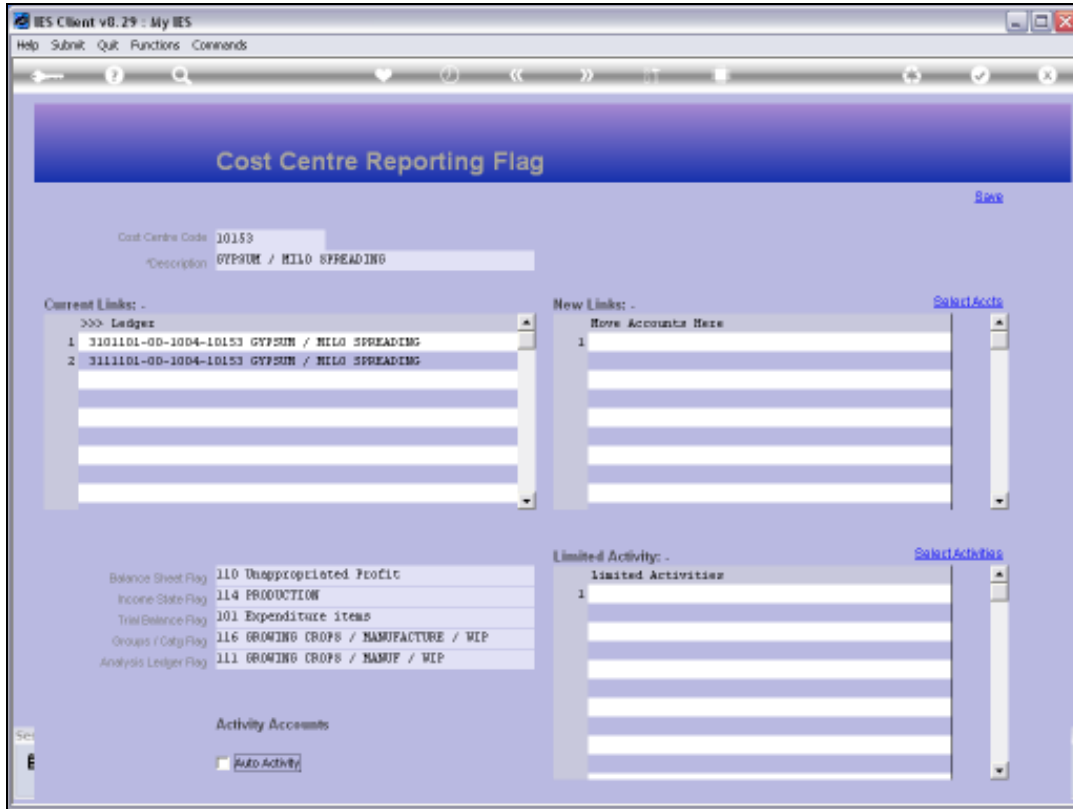 IES Client v8.29 : My IES
Help Submit Quit Functions Commands
Cost Centre Reporting Flag
Save
Cost Centre Code 10153
*Description GYPSUM / MILO SPREADING
Current Links: -
>>> Ledger
1 3101101-00-1004-10153 GYPSUM / MILO SPREADING
2 3111101-00-1004-10153 GYPSUM / MILO SPREADING
New Links: -
Select Accts
Move Accounts Here
1
Balance Sheet Flag 110 Unappropriated Profit
Income State Flag 114 PRODUCTION
Trial Balance Flag 101 Expenditure items
Groups / Catg Flag 116 GROWING CROPS / MANUFACTURE / WIP
Analysis Ledger Flag 111 GROWING CROPS / MANUF / WIP
Limited Activity: -
Select Activities
Limited Activities
1
Activity Accounts
Auto Activity